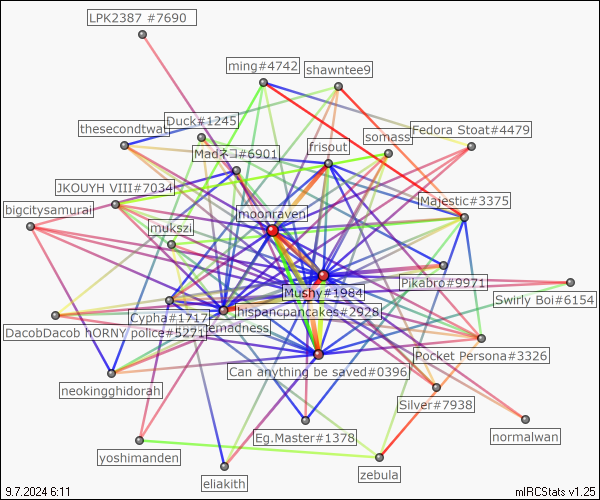 LPK2387 #7690
ming#4742
shawntee9
thesecondtwat
Duck#1245
somass
Fedora Stoat#4479
Madネコ#6901
frisout
JKOUYH VIII#7034
Majestic#3375
bigcitysamurai
moonraven
mukszi
Mushy#1984
Pikabro#9971
Swirly Boi#6154
Cypha#1717
hispancpancakes#2928
DacobDacob hORNY police#5271
emadness
Pocket Persona#3326
Can anything be saved#0396
neokingghidorah
Silver#7938
Eg.Master#1378
normalwan
yoshimanden
eliakith
zebula
9.7.2024 6:11
mIRCStats v1.25